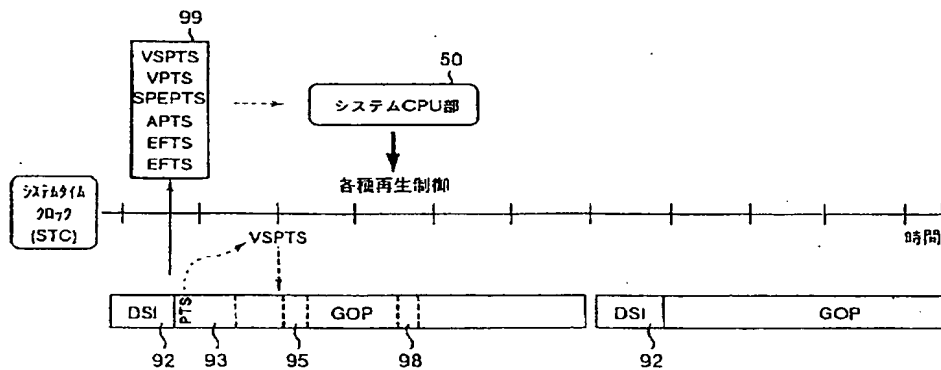 99
VSPTS
VPTS
SPEPTS
APTS
EFTS
EFTS
50
システムCPU部
各種再生制御
システムタイム
クロック
(STC)
時間
VSPTS
DSI
PTS
GOP
DSI
GOP
92
93
95
98
92